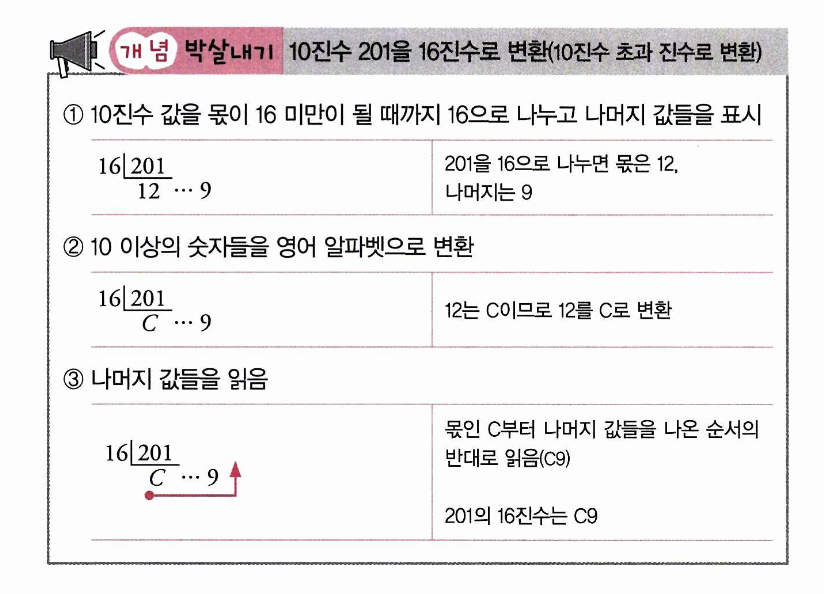 개념 박살내기 10진수 201을 16진수로 변환(10진수 초과 진수로 변환)
① 10진수 값을 몫이 16 미만이 될 때까지 16으로 나누고 나머지 값들을 표시
16 201
12 ··· 9
201을 16으로 나누면 몫은 12,
나머지는 9
② 10 이상의 숫자들을 영어 알파벳으로 변환
16 201
C ··· 9
12는 C이므로 12를 C로 변환
③ 나머지 값들을 읽음
16 201
C ··· 9
몫인 C부터 나머지 값들을 나온 순서의
반대로 읽음(C9)
201의 16진수는 C9